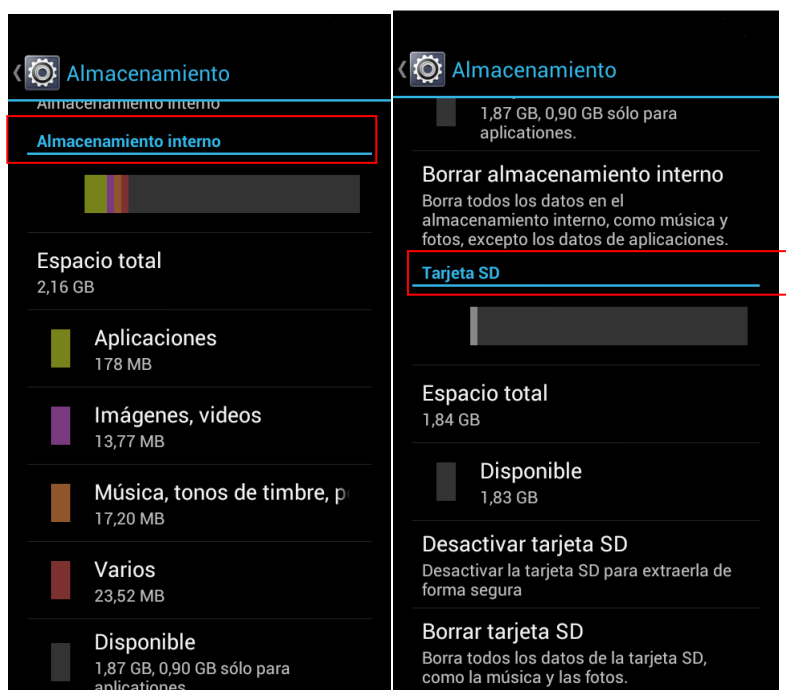 Almacenamiento
Almacenamiento interno
Almacenamiento interno
Espacio total
2,16 GB
Aplicaciones
178 MB
Imágenes, videos
13,77 MB
Música, tonos de timbre, p
17,20 MB
Varios
23,52 MB
Disponible
1,87 GB, 0,90 GB sólo para
aplicationes.
Almacenamiento
1,87 GB, 0,90 GB sólo para
aplicationes.
Borrar almacenamiento interno
Borra todos los datos en el
almacenamiento interno, como música y
fotos, excepto los datos de aplicaciones.
Tarjeta SD
Espacio total
1,84 GB
Disponible
1,83 GB
Desactivar tarjeta SD
Desactivar la tarjeta SD para extraerla de
forma segura
Borrar tarjeta SD
Borra todos los datos de la tarjeta SD,
como la música y las fotos.